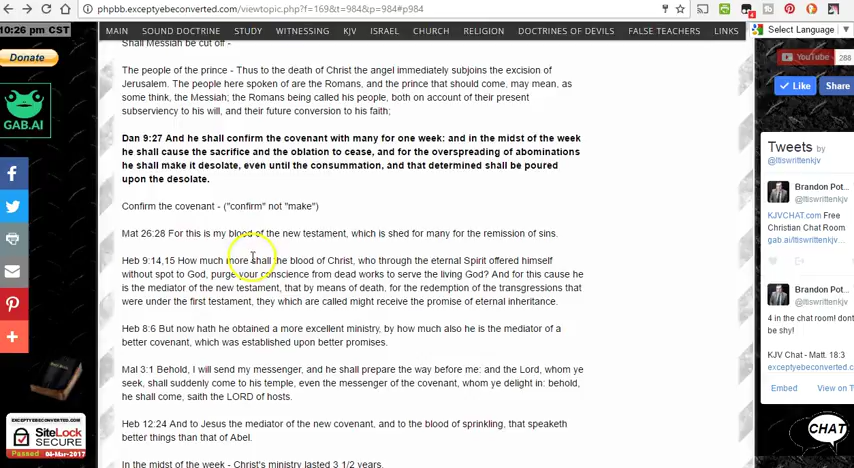 phpbb.exceptyebeconverted.com/viewtopic.php?f=169&t=984&p=984#p984
10:26 pm CST
MAIN SOUND DOCTRINE STUDY WITNESSING KJV ISRAEL CHURCH RELIGION DOCTRINES OF DEVILS FALSE TEACHERS LINKS
Select Language
Donate
GAB.AI
Shall Messiah be cut off -
The people of the prince - Thus to the death of Christ the angel immediately subjoins the excision of
Jerusalem. The people here spoken of are the Romans, and the prince that should come, may mean, as
some think, the Messiah; the Romans being called his people, both on account of their present
subserviency to his will, and their future conversion to his faith;
Dan 9:27 And he shall confirm the covenant with many for one week: and in the midst of the week
he shall cause the sacrifice and the oblation to cease, and for the overspreading of abominations
he shall make it desolate, even until the consummation, and that determined shall be poured
upon the desolate.
Confirm the covenant - ("confirm" not "make")
Mat 26:28 For this is my blood of the new testament, which is shed for many for the remission of sins.
Heb 9:14,15 How much more shall the blood of Christ, who through the eternal Spirit offered himself
without spot to God, purge your conscience from dead works to serve the living God? And for this cause he
is the mediator of the new testament, that by means of death, for the redemption of the transgressions that
were under the first testament, they which are called might receive the promise of eternal inheritance.
Heb 8:6 But now hath he obtained a more excellent ministry, by how much also he is the mediator of a
better covenant, which was established upon better promises.
Mal 3:1 Behold, I will send my messenger, and he shall prepare the way before me: and the Lord, whom ye
seek, shall suddenly come to his temple, even the messenger of the covenant, whom ye delight in: behold,
he shall come, saith the LORD of hosts.
Heb 12:24 And to Jesus the mediator of the new covenant, and to the blood of sprinkling, that speaketh
better things than that of Abel.
In the midst of the week - Christ's ministry lasted 3 1/2 years.
YouTube 288
Like Share
Tweets by
@Itiswrittenkjv
Brandon Pot...
@Itiswrittenkjv
KJVCHAT.com Free
Christian Chat Room
gab.ai/Itiswrittenkjv...
Brandon Pot...
@Itiswrittenkjv
4 in the chat room! dont
be shy!
KJV Chat - Matt. 18:3
exceptyebeconverted.com
Embed View on T
CHAT
EXCEPTYEBECONVERTED.COM
SiteLock
SECURE
Passed 04-Mar-2017